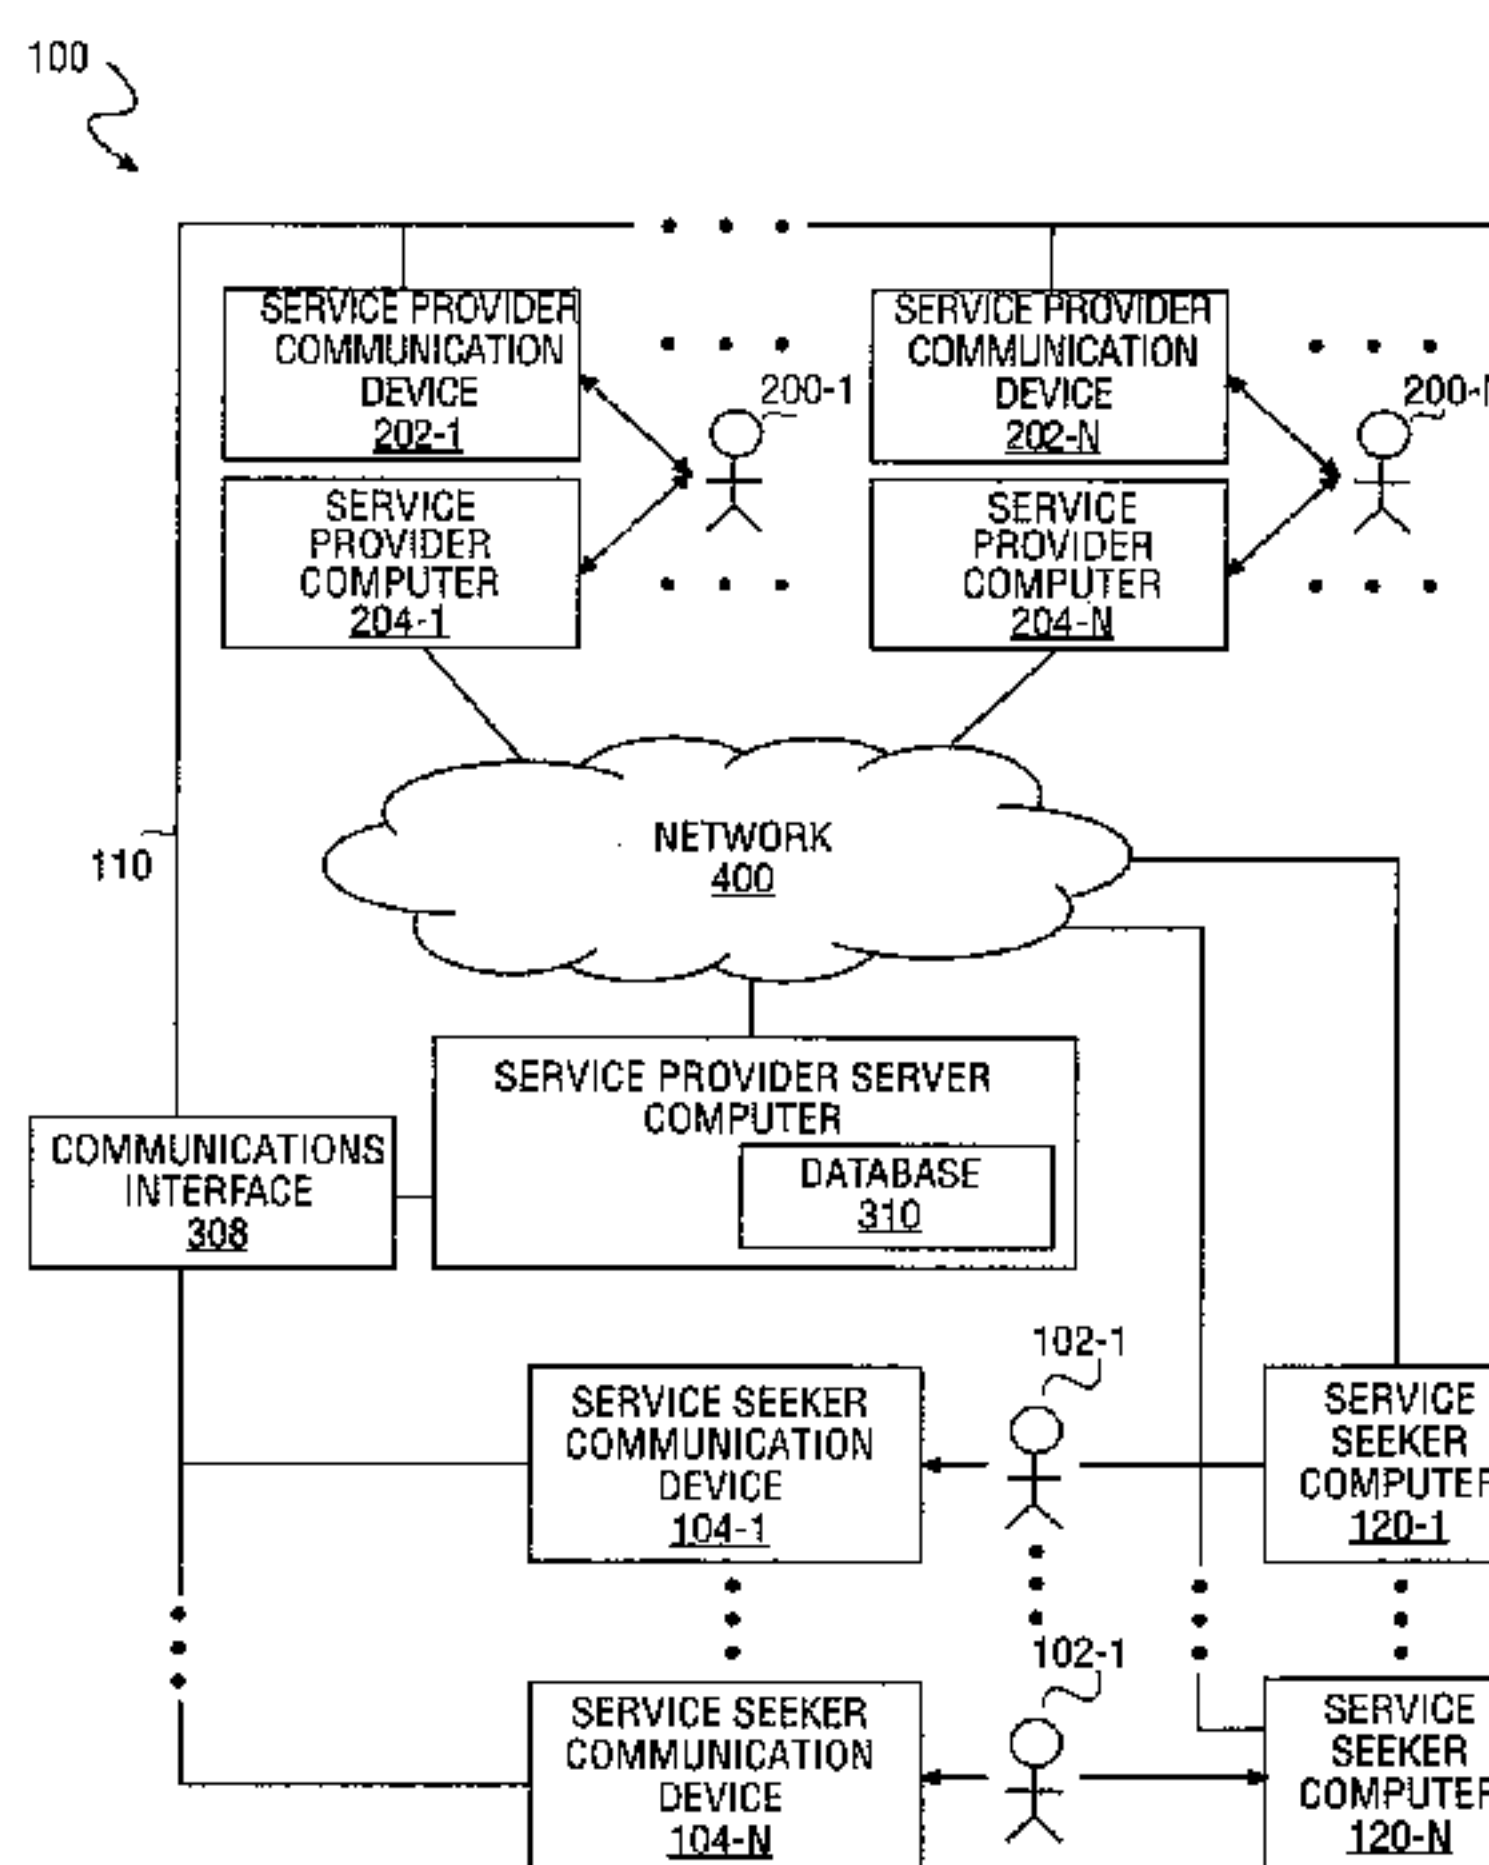 100
SERVICE PROVIDER
COMMUNICATION
DEVICE
202-1
200-1
SERVICE PROVIDER
COMMUNICATION
DEVICE
202-N
200-N
SERVICE
PROVIDER
COMPUTER
204-1
SERVICE
PROVIDER
COMPUTER
204-N
NETWORK
400
110
SERVICE PROVIDER SERVER
COMPUTER
DATABASE
310
COMMUNICATIONS
INTERFACE
308
102-1
SERVICE SEEKER
COMMUNICATION
DEVICE
104-1
SERVICE
SEEKER
COMPUTER
120-1
102-1
SERVICE SEEKER
COMMUNICATION
DEVICE
104-N
SERVICE
SEEKER
COMPUTER
120-N